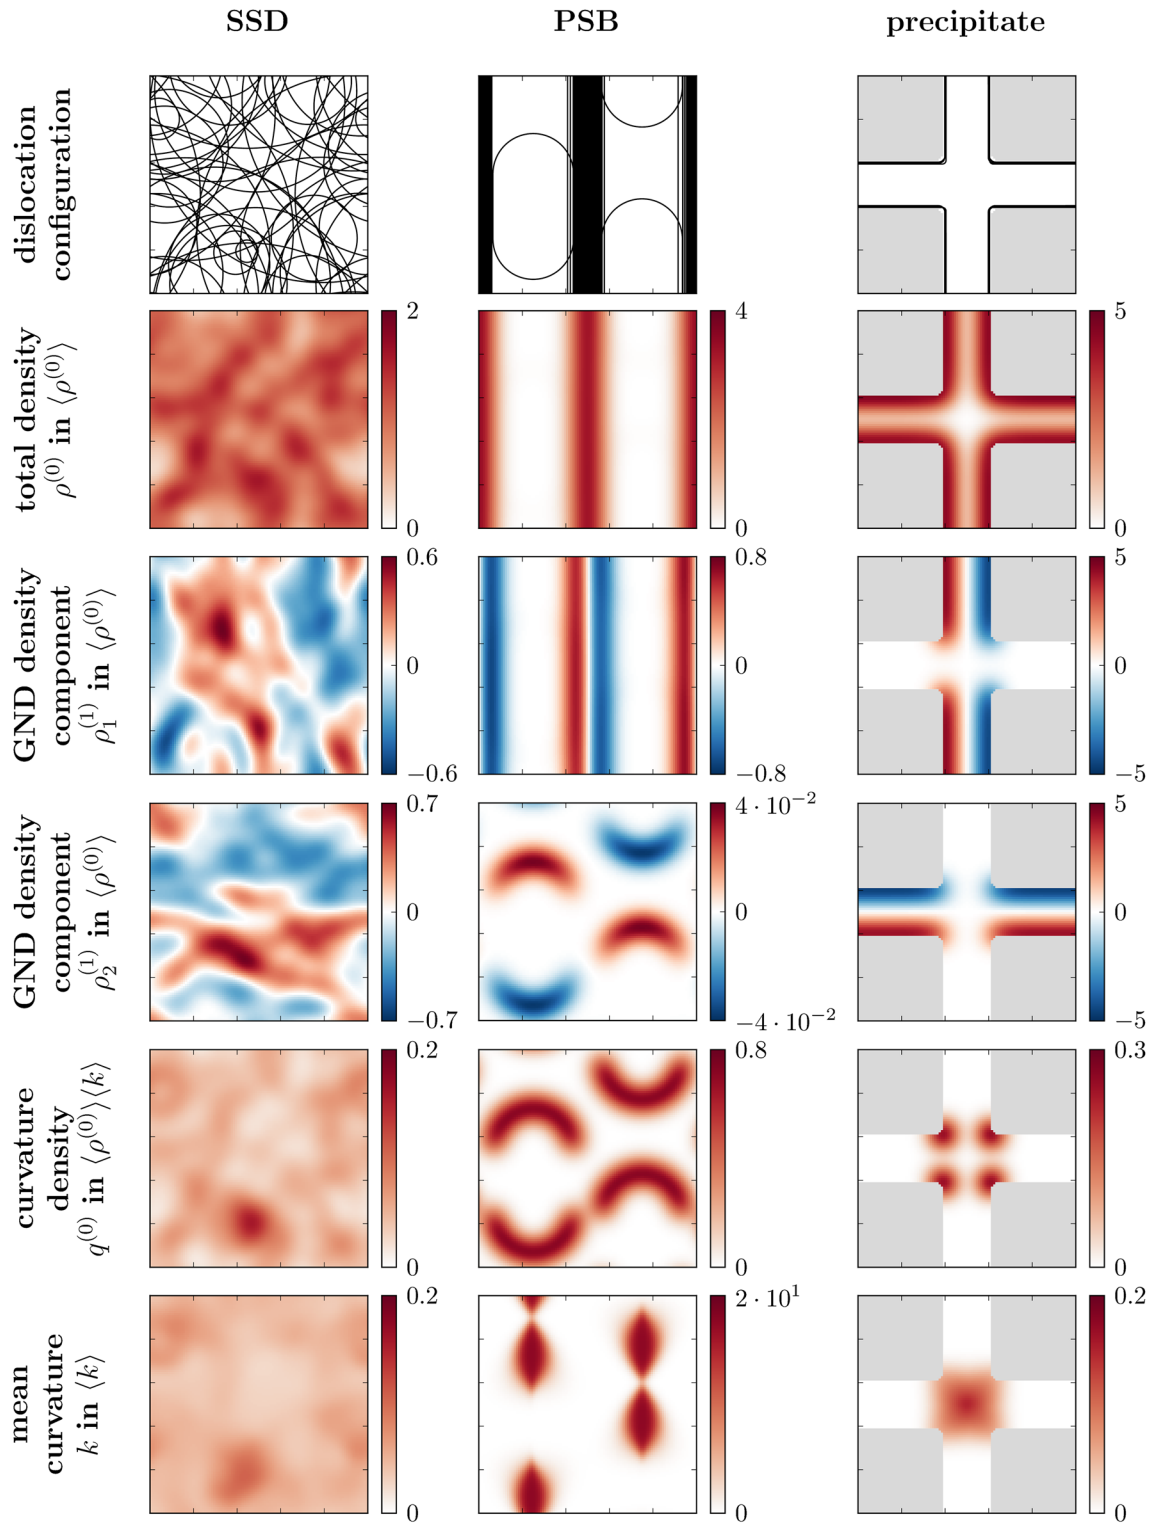 SSD PSB precipitate
dislocation
configuration
total density
ρ⁽⁰⁾ in ⟨ρ⁽⁰⁾⟩
2
0
4
0
5
0
GND density
component
ρ₁⁽¹⁾ in ⟨ρ⁽⁰⁾⟩
0.6
0
−0.6
0.8
0
−0.8
5
0
−5
GND density
component
ρ₂⁽¹⁾ in ⟨ρ⁽⁰⁾⟩
0.7
0
−0.7
4 · 10⁻²
0
−4 · 10⁻²
5
0
−5
curvature
density
q⁽⁰⁾ in ⟨ρ⁽⁰⁾⟩⟨k⟩
0.2
0
0.8
0
0.3
0
mean
curvature
k in ⟨k⟩
0.2
0
2 · 10¹
0
0.2
0